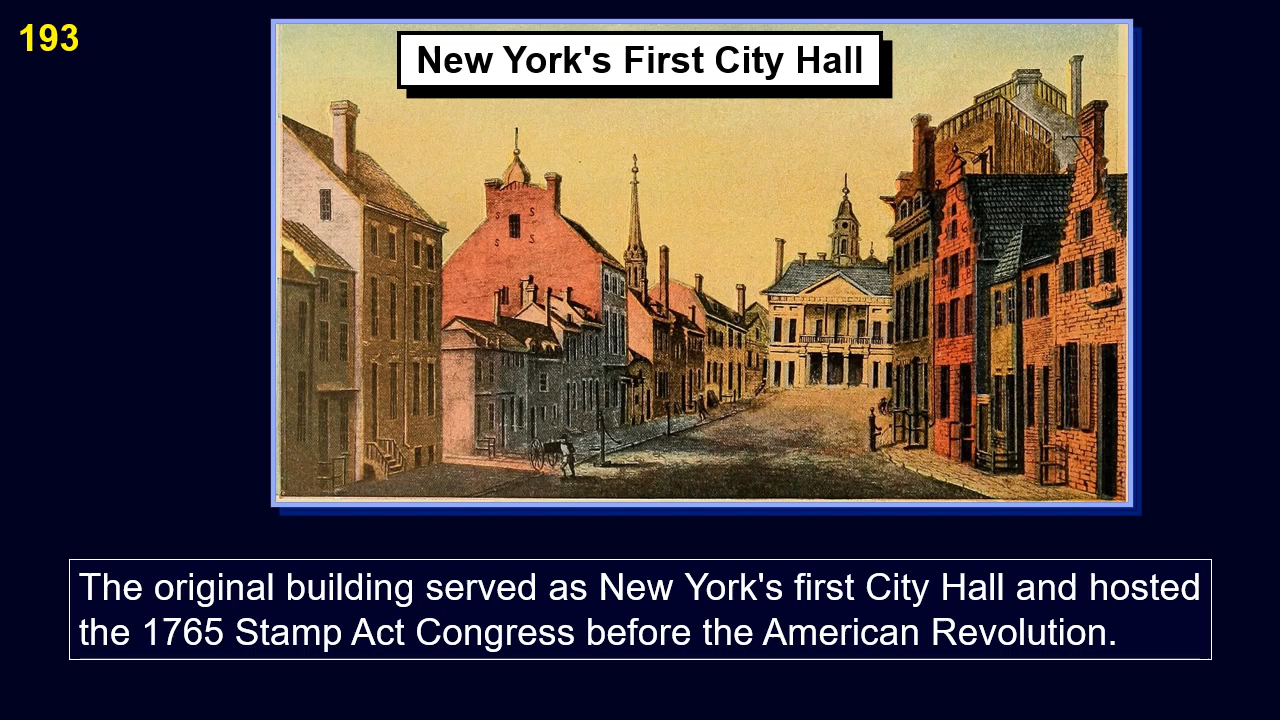 193
New York's First City Hall
The original building served as New York's first City Hall and hosted
the 1765 Stamp Act Congress before the American Revolution.